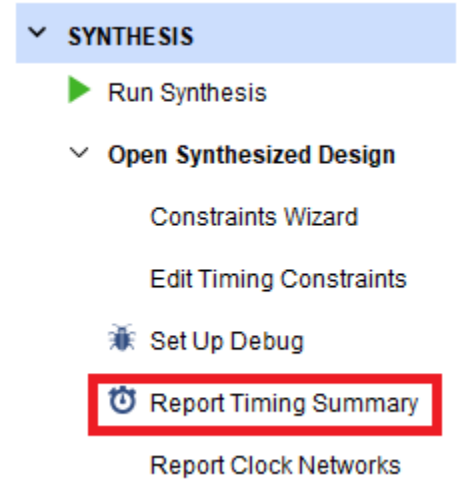 SYNTHESIS
Run Synthesis
Open Synthesized Design
Constraints Wizard
Edit Timing Constraints
Set Up Debug
Report Timing Summary
Report Clock Networks